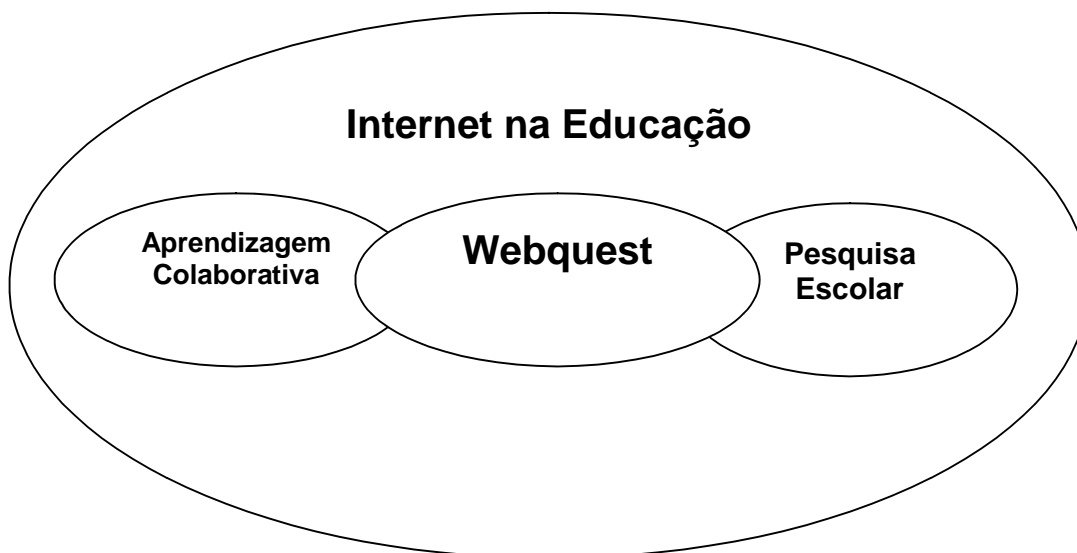 Internet na Educação
Aprendizagem
Colaborativa
Webquest
Pesquisa
Escolar